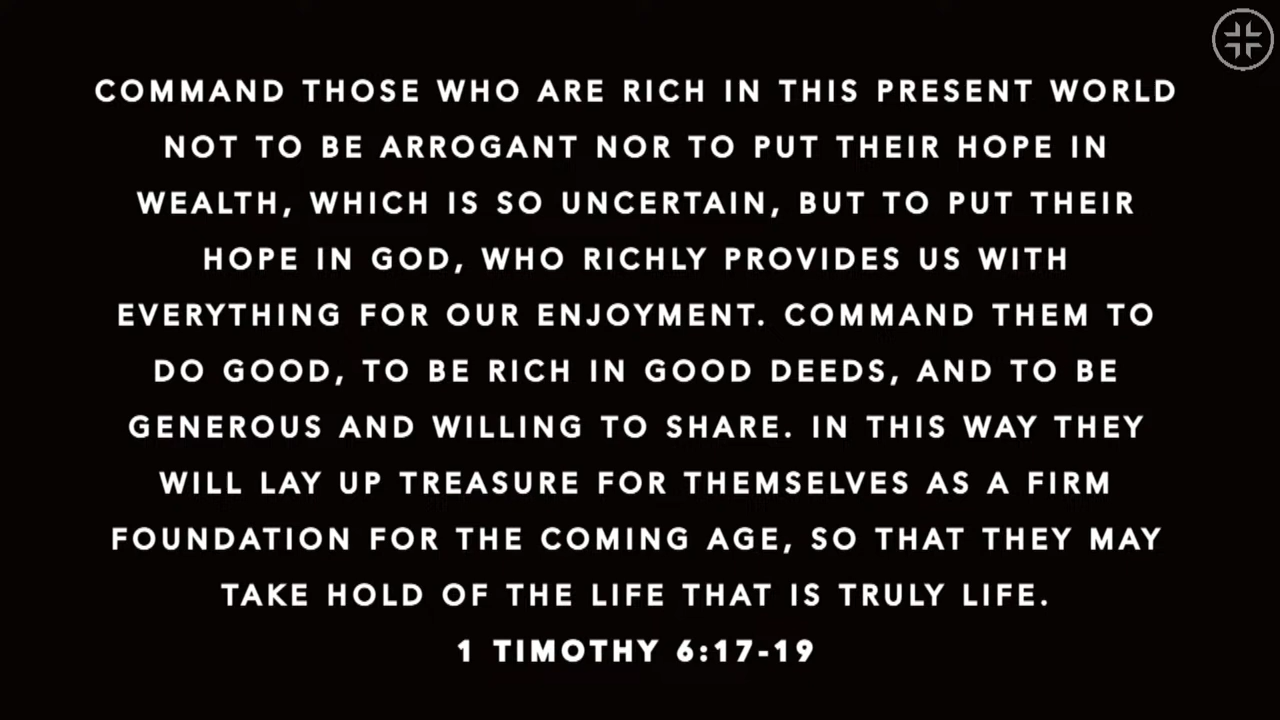 COMMAND THOSE WHO ARE RICH IN THIS PRESENT WORLD
NOT TO BE ARROGANT NOR TO PUT THEIR HOPE IN
WEALTH, WHICH IS SO UNCERTAIN, BUT TO PUT THEIR
HOPE IN GOD, WHO RICHLY PROVIDES US WITH
EVERYTHING FOR OUR ENJOYMENT. COMMAND THEM TO
DO GOOD, TO BE RICH IN GOOD DEEDS, AND TO BE
GENEROUS AND WILLING TO SHARE. IN THIS WAY THEY
WILL LAY UP TREASURE FOR THEMSELVES AS A FIRM
FOUNDATION FOR THE COMING AGE, SO THAT THEY MAY
TAKE HOLD OF THE LIFE THAT IS TRULY LIFE.
1 TIMOTHY 6:17-19